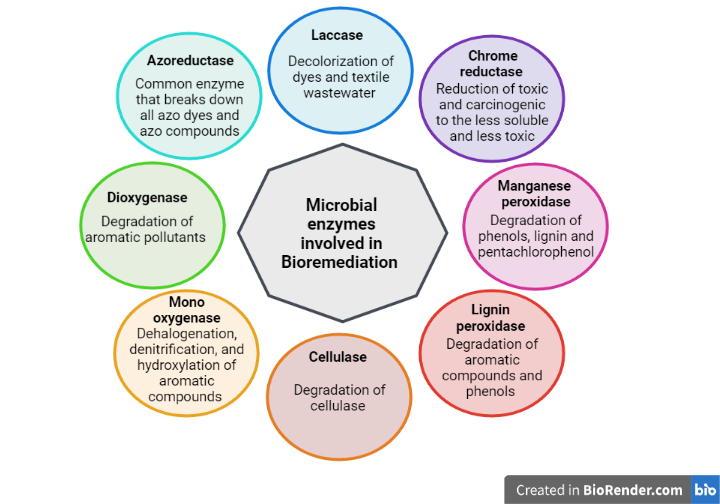 Laccase
Decolorization of
dyes and textile
wastewater
Chrome
reductase
Reduction of toxic
and carcinogenic
to the less soluble
and less toxic
Manganese
peroxidase
Degradation of
phenols, lignin and
pentachlorophenol
Lignin
peroxidase
Degradation of
aromatic
compounds and
phenols
Cellulase
Degradation of
cellulase
Mono
oxygenase
Dehalogenation,
denitrification, and
hydroxylation of
aromatic
compounds
Dioxygenase
Degradation of
aromatic pollutants
Azoreductase
Common enzyme
that breaks down
all azo dyes and
azo compounds
Microbial
enzymes
involved in
Bioremediation
Created in BioRender.com bio